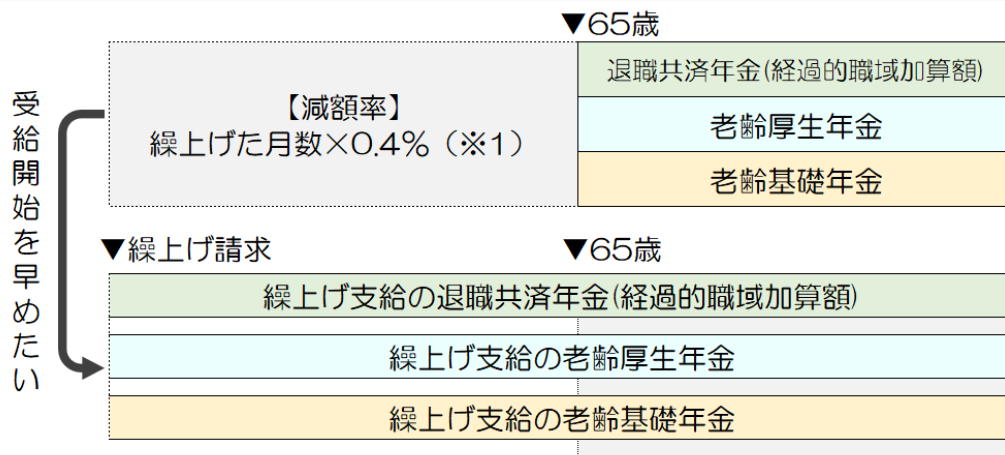 ▼65歳
退職共済年金(経過的職域加算額)
【減額率】
繰上げた月数×0.4%（※1）
老齢厚生年金
老齢基礎年金
受給開始を早めたい
▼繰上げ請求
▼65歳
繰上げ支給の退職共済年金(経過的職域加算額)
繰上げ支給の老齢厚生年金
繰上げ支給の老齢基礎年金